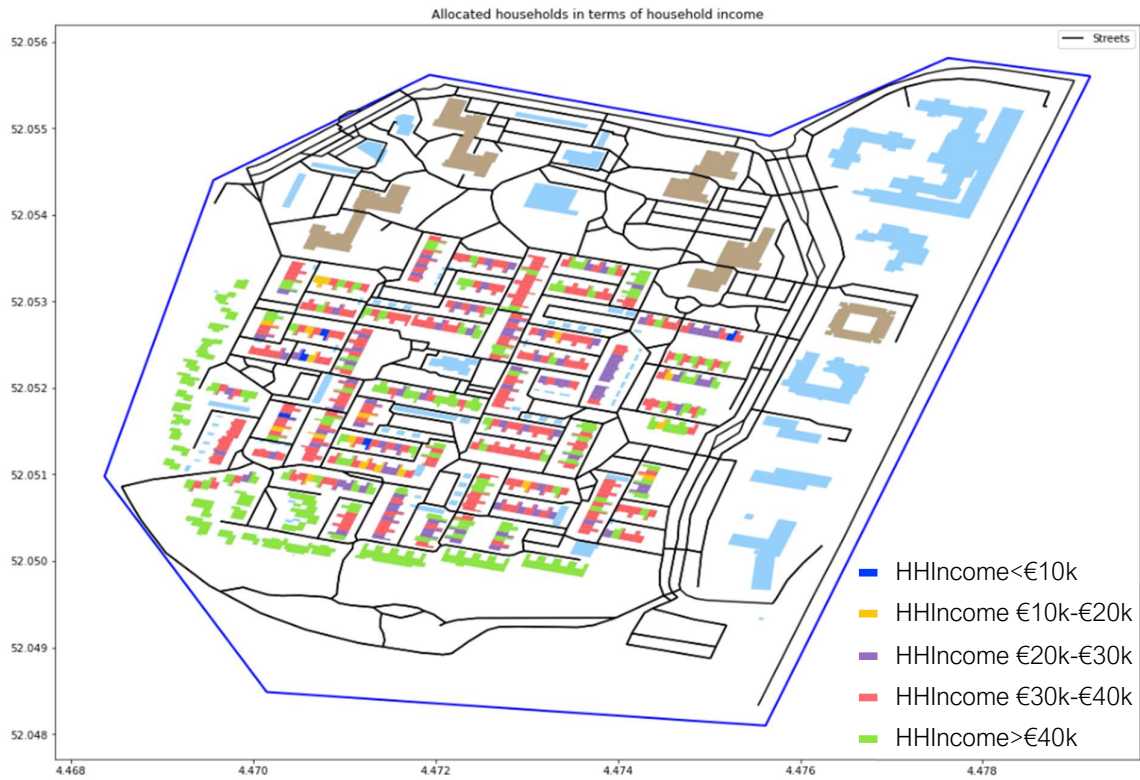 Allocated households in terms of household income
Streets
52.056
52.055
52.054
52.053
52.052
52.051
52.050
52.049
52.048
HHIncome<€10k
HHIncome €10k-€20k
HHIncome €20k-€30k
HHIncome €30k-€40k
HHIncome>€40k
4.468 4.470 4.472 4.474 4.476 4.478